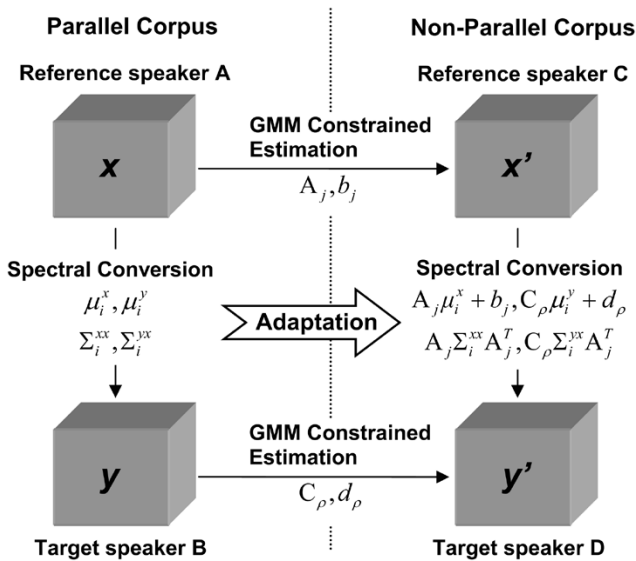 Parallel Corpus
Non-Parallel Corpus
Reference speaker A
Reference speaker C
x
GMM Constrained
Estimation
A_j, b_j
x’
Spectral Conversion
μ_i^x, μ_i^y
Σ_i^{xx}, Σ_i^{yx}
Adaptation
Spectral Conversion
A_j μ_i^x + b_j, C_ρ μ_i^y + d_ρ
A_j Σ_i^{xx} A_j^T, C_ρ Σ_i^{yx} A_j^T
y
GMM Constrained
Estimation
C_ρ, d_ρ
y’
Target speaker B
Target speaker D